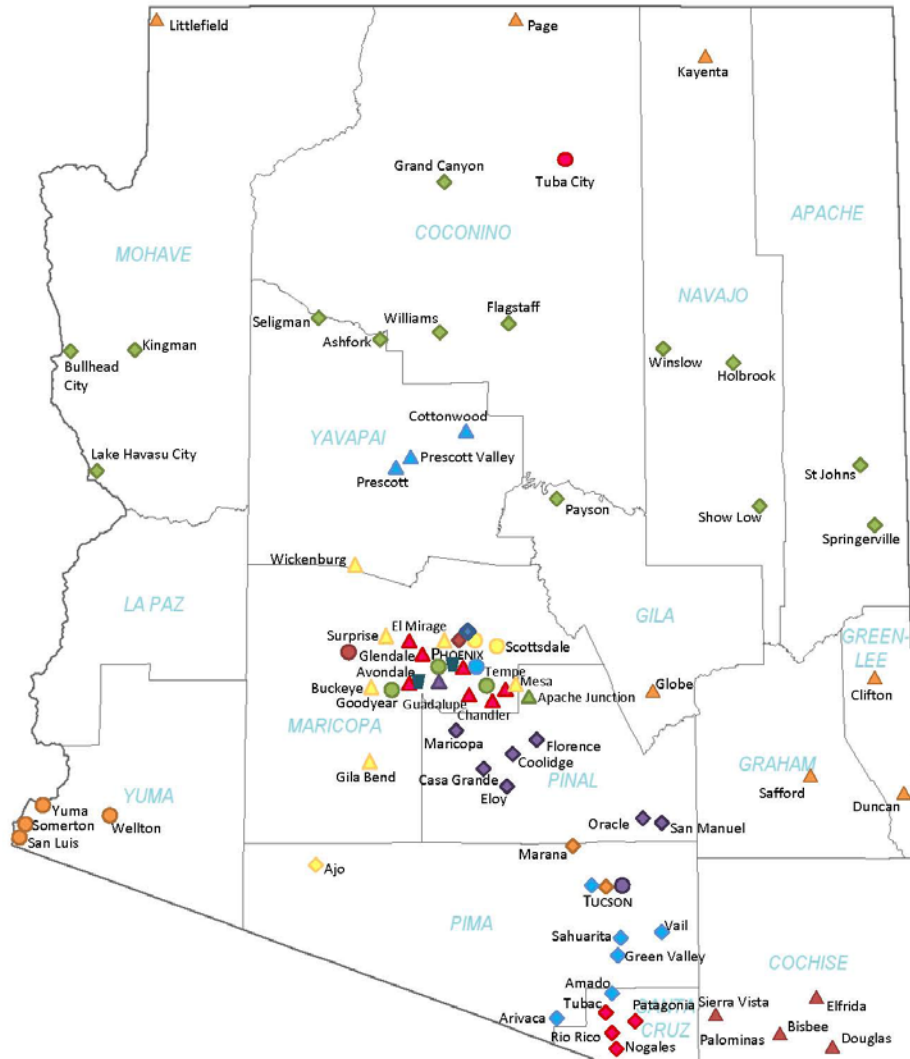 Littlefield
Page
Kayenta
Grand Canyon
Tuba City
APACHE
COCONINO
MOHAVE
NAVAJO
Seligman
Williams
Flagstaff
Ashfork
Kingman
Bullhead
City
Winslow
Holbrook
Cottonwood
YAVAPAI
Prescott Valley
Prescott
Lake Havasu City
St Johns
Payson
Show Low
Springerville
Wickenburg
LA PAZ
GILA
El Mirage
Surprise
PHOENIX
Scottsdale
GREEN-
LEE
Glendale
Avondale
Tempe
Mesa
Clifton
Buckeye
Goodyear
Guadalupe
Apache Junction
Globe
Chandler
MARICOPA
Maricopa
Florence
Coolidge
Gila Bend
Casa Grande
PINAL
GRAHAM
Eloy
Safford
Duncan
YUMA
Yuma
Somerton
Wellton
San Luis
Oracle
San Manuel
Marana
Ajo
TUCSON
PIMA
Vail
Sahuarita
Green Valley
COCHISE
Amado
SANTA
CRUZ
Tubac
Patagonia
Sierra Vista
Elfrida
Arivaca
Rio Rico
Palominas
Bisbee
Douglas
Nogales